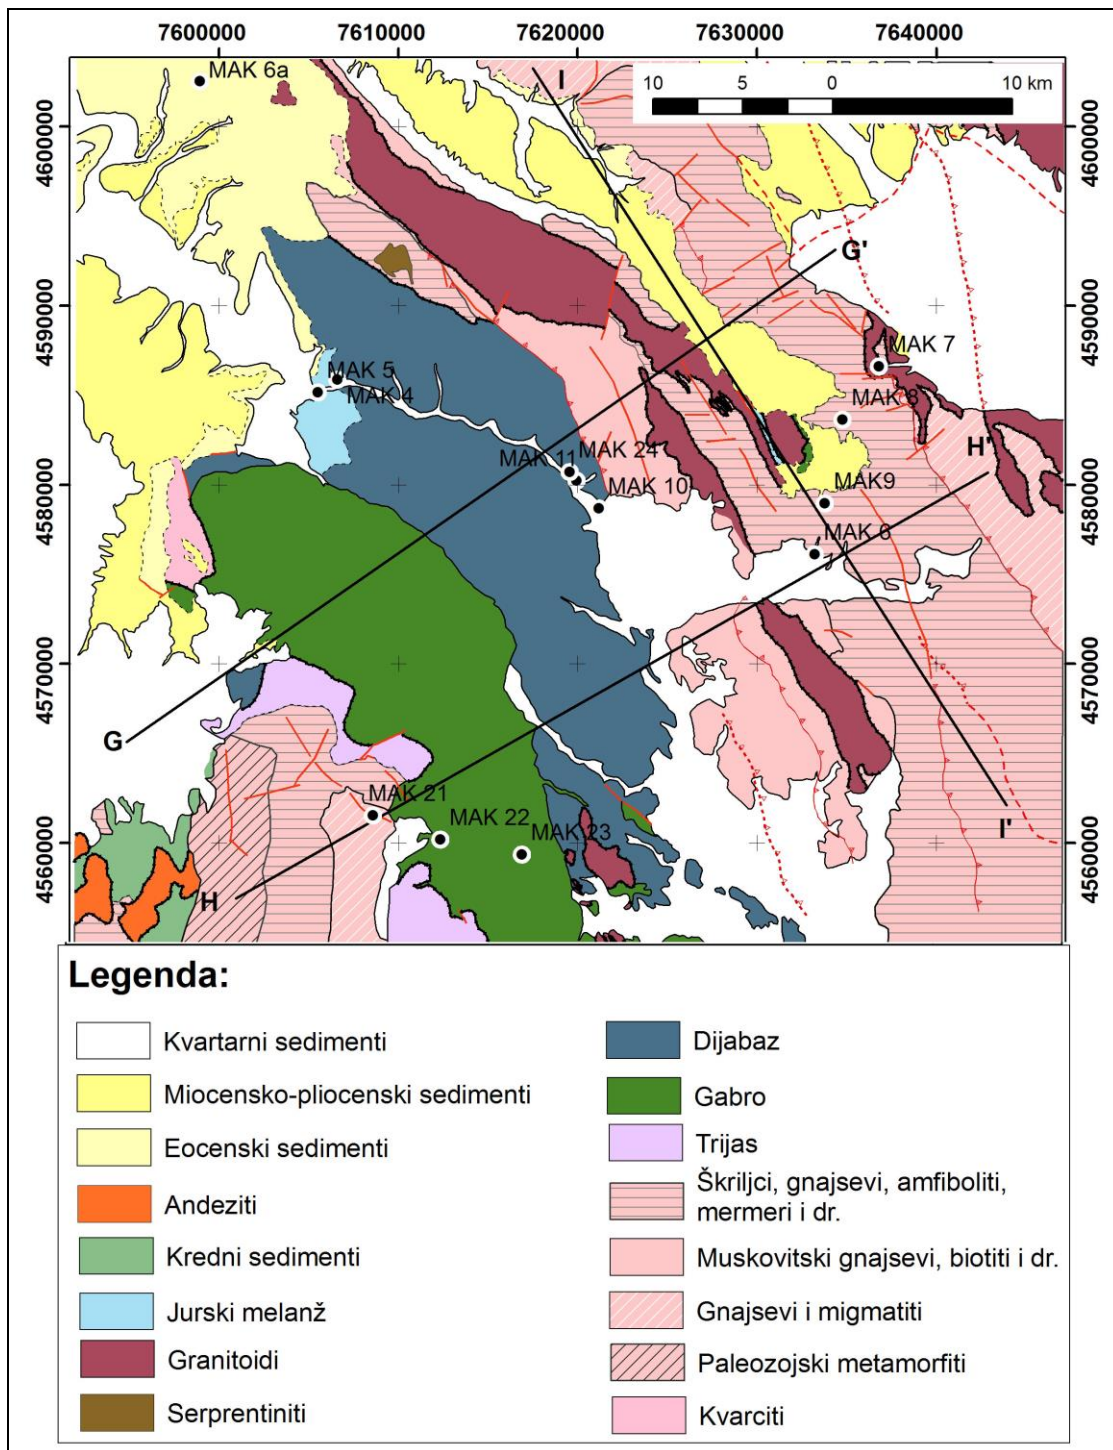 7600000 7610000 7620000 7630000 7640000
MAK 6a
I
10 5 0 10 km
4600000
4600000
G'
4590000
4590000
MAK 7
MAK 5
MAK 4
MAK 8
H'
MAK 11
MAK 24
4580000
4580000
MAK 10
MAK9
MAK 6
4570000
4570000
G
MAK 21
MAK 22
MAK 23
I'
4560000
4560000
H
Legenda:
Kvartarni sedimenti
Miocensko-pliocenski sedimenti
Eocenski sedimenti
Andeziti
Kredni sedimenti
Jurski melanž
Granitoidi
Serprentiniti
Dijabaz
Gabro
Trijas
Škriljci, gnajsevi, amfiboliti,
mermeri i dr.
Muskovitski gnajsevi, biotiti i dr.
Gnajsevi i migmatiti
Paleozojski metamorfiti
Kvarciti